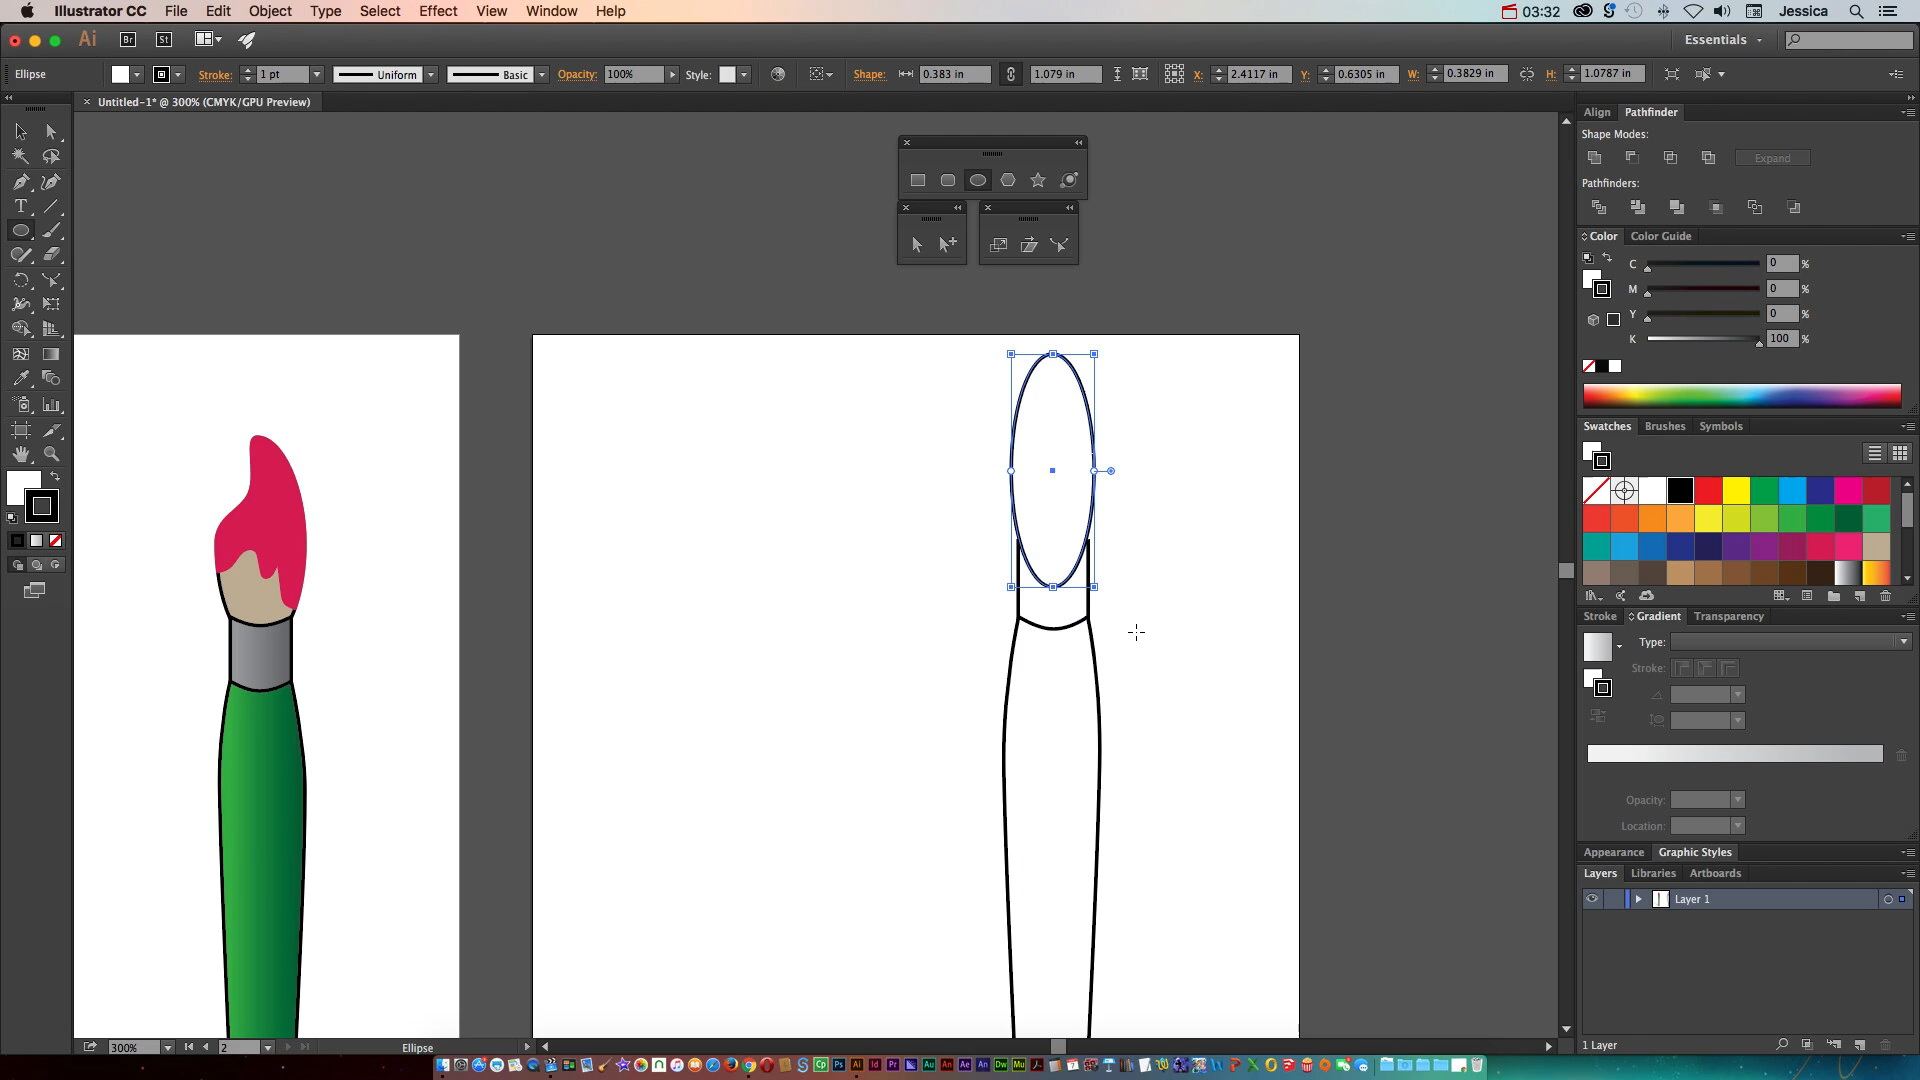 Illustrator CC File Edit Object Type Select Effect View Window Help 03:32 Jessica
Ai Br St Essentials
Ellipse Stroke: 1 pt Uniform Basic Opacity: 100% Style: Shape: 0.383 in 1.079 in X: 2.4117 in Y: 0.6305 in W: 0.3829 in H: 1.0787 in
Untitled-1* @ 300% (CMYK/GPU Preview)
Align Pathfinder
Shape Modes:
Expand
Pathfinders:
Color Color Guide
C 0 %
M 0 %
Y 0 %
K 100 %
Swatches Brushes Symbols
Stroke Gradient Transparency
Type:
Stroke:
Opacity:
Location:
Appearance Graphic Styles
Layers Libraries Artboards
Layer 1
1 Layer
300% 2 Ellipse